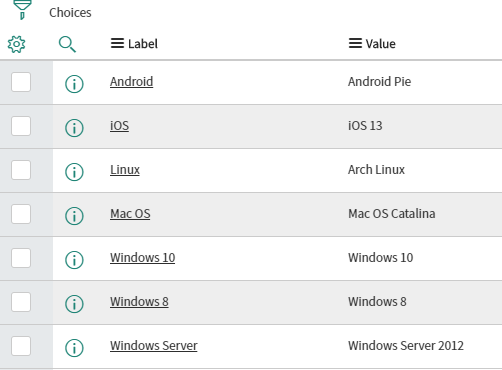 Choices
Label Value
Android Android Pie
iOS iOS 13
Linux Arch Linux
Mac OS Mac OS Catalina
Windows 10 Windows 10
Windows 8 Windows 8
Windows Server Windows Server 2012